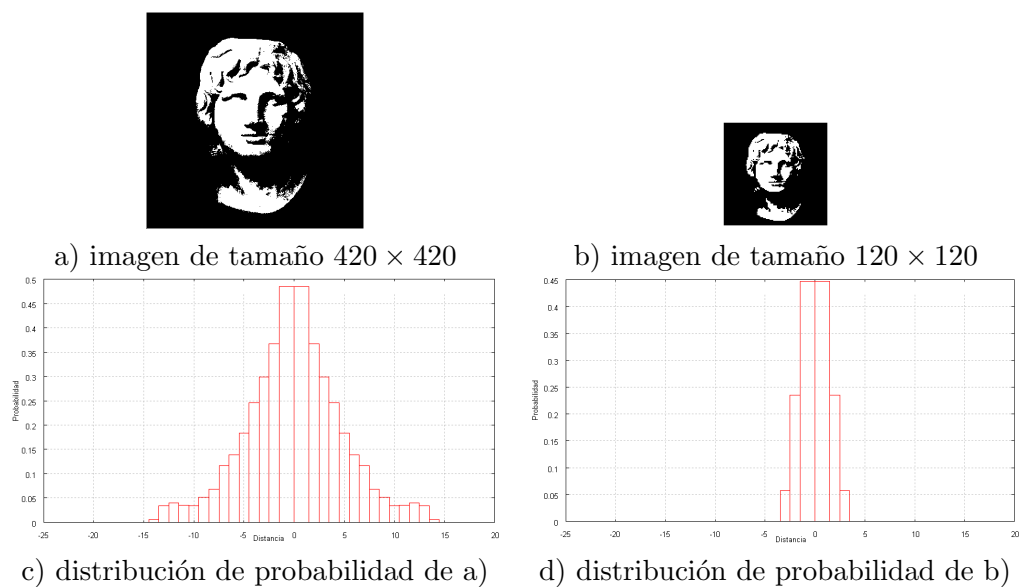 a) imagen de tamaño 420 × 420
b) imagen de tamaño 120 × 120
0.5
0.45
0.4
0.35
0.3
0.25
0.2
0.15
0.1
0.05
0
Probabilidad
-25 -20 -15 -10 -5 0 5 10 15 20
Distancia
0.45
0.4
0.35
0.3
0.25
0.2
0.15
0.1
0.05
0
Probabilidad
-25 -20 -15 -10 -5 0 5 10 15 20
Distancia
c) distribución de probabilidad de a)
d) distribución de probabilidad de b)